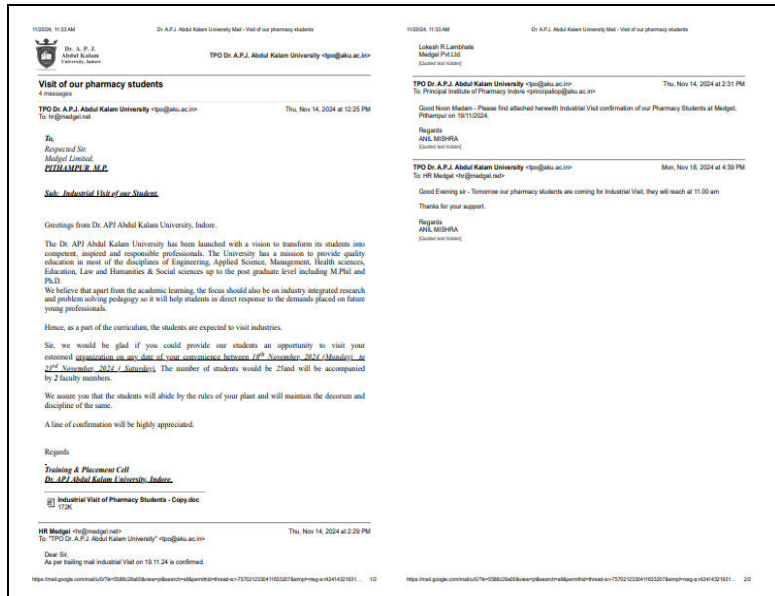 11/20/24, 11:33 AM
Dr. A.P.J. Abdul Kalam University Mail - Visit of our pharmacy students
Dr. A. P. J.
Abdul Kalam
University, Indore
TPO Dr. A.P.J. Abdul Kalam University <tpo@aku.ac.in>
Visit of our pharmacy students
4 messages
TPO Dr. A.P.J. Abdul Kalam University <tpo@aku.ac.in>
Thu, Nov 14, 2024 at 12:25 PM
To: hr@medgel.net
To,
Respected Sir,
Medgel Limited,
PITHAMPUR M.P.
Sub: Industrial Visit of our Student.
Greetings from Dr. APJ Abdul Kalam University, Indore.
The Dr. APJ Abdul Kalam University has been launched with a vision to transform its students into
competent, inspired and responsible professionals. The University has a mission to provide quality
education in most of the disciplines of Engineering, Applied Science, Management, Health sciences,
Education, Law and Humanities & Social sciences up to the post graduate level including M.Phil and
Ph.D.
We believe that apart from the academic learning, the focus should also be on industry integrated research
and problem solving pedagogy so it will help students in direct response to the demands placed on future
young professionals.
Hence, as a part of the curriculum, the students are expected to visit industries.
Sir, we would be glad if you could provide our students an opportunity to visit your
esteemed organization on any date of your convenience between 18th November, 2024 (Monday) to
23rd November, 2024 ( Saturday). The number of students would be 25and will be accompanied
by 2 faculty members.
We assure you that the students will abide by the rules of your plant and will maintain the decorum and
discipline of the same.
A line of confirmation will be highly appreciated.
Regards
Training & Placement Cell
Dr. APJ Abdul Kalam University, Indore.
Industrial Visit of Pharmacy Students - Copy.doc
172K
HR Medgel <hr@medgel.net>
Thu, Nov 14, 2024 at 2:29 PM
To: "TPO Dr. A.P.J. Abdul Kalam University" <tpo@aku.ac.in>
Dear Sir,
As per trailing mail industrial Visit on 19.11.24 is confirmed.
1/2
11/20/24, 11:33 AM
Dr. A.P.J. Abdul Kalam University Mail - Visit of our pharmacy students
Lokesh R.Lambhate
Medgel Pvt.Ltd.
[Quoted text hidden]
TPO Dr. A.P.J. Abdul Kalam University <tpo@aku.ac.in>
Thu, Nov 14, 2024 at 2:31 PM
To: Principal Institute of Pharmacy Indore <principaliop@aku.ac.in>
Good Noon Madam - Please find attached herewith Industrial Visit confirmation of our Pharmacy Students at Medget,
Pithampur on 19/11/2024.
Regards
ANIL MISHRA
[Quoted text hidden]
TPO Dr. A.P.J. Abdul Kalam University <tpo@aku.ac.in>
Mon, Nov 18, 2024 at 4:39 PM
To: HR Medgel <hr@medgel.net>
Good Evening sir - Tomorrow our pharmacy students are coming for Industrial Visit, they will reach at 11.00 am
Thanks for your support.
Regards
ANIL MISHRA
[Quoted text hidden]
2/2